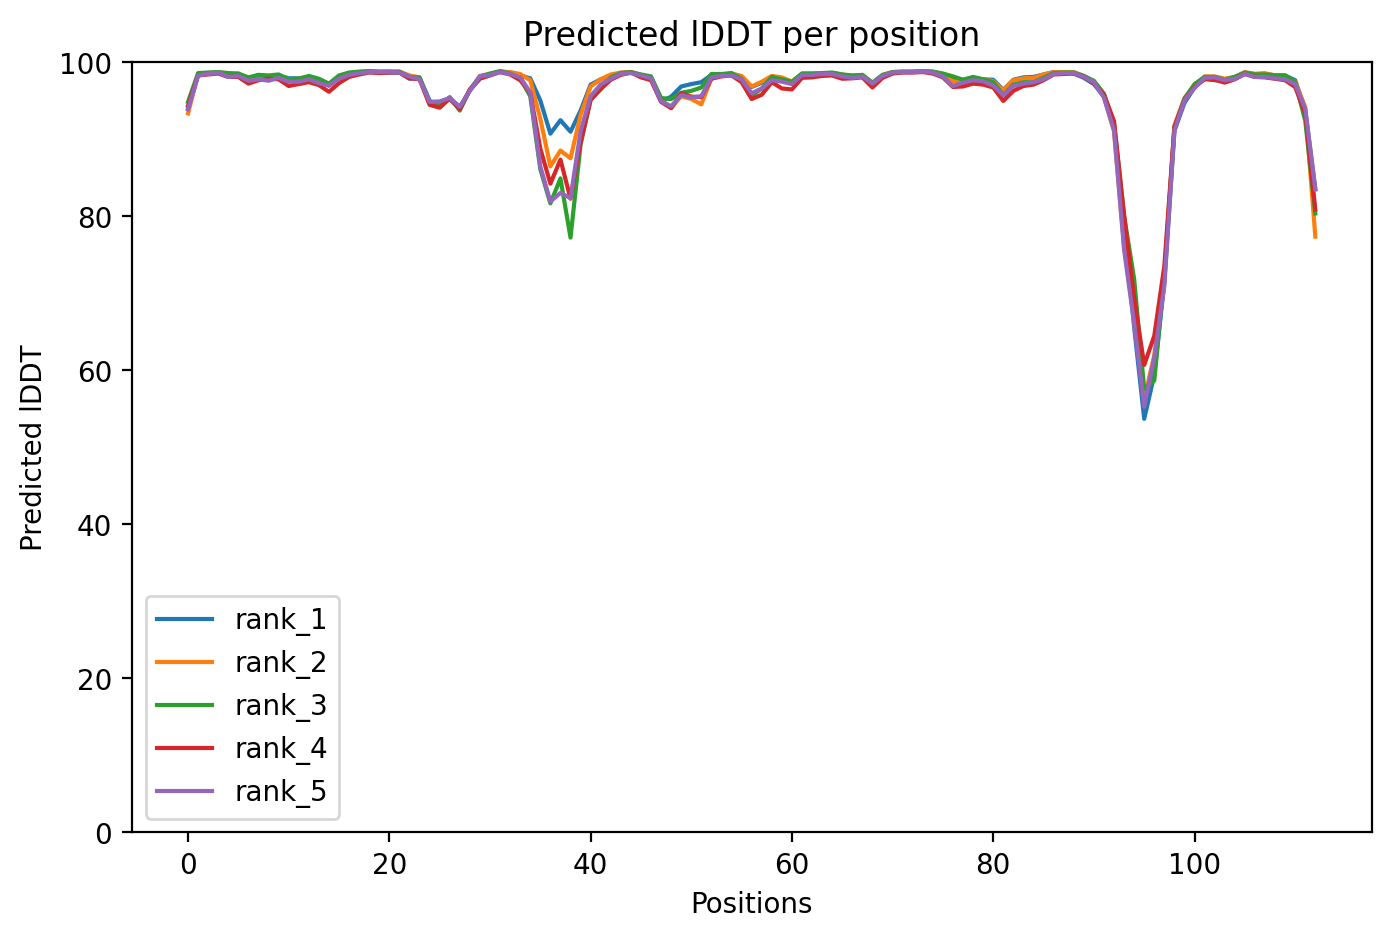 Predicted lDDT per position
100
80
60
40
20
0
Predicted lDDT
rank_1
rank_2
rank_3
rank_4
rank_5
0 20 40 60 80 100
Positions